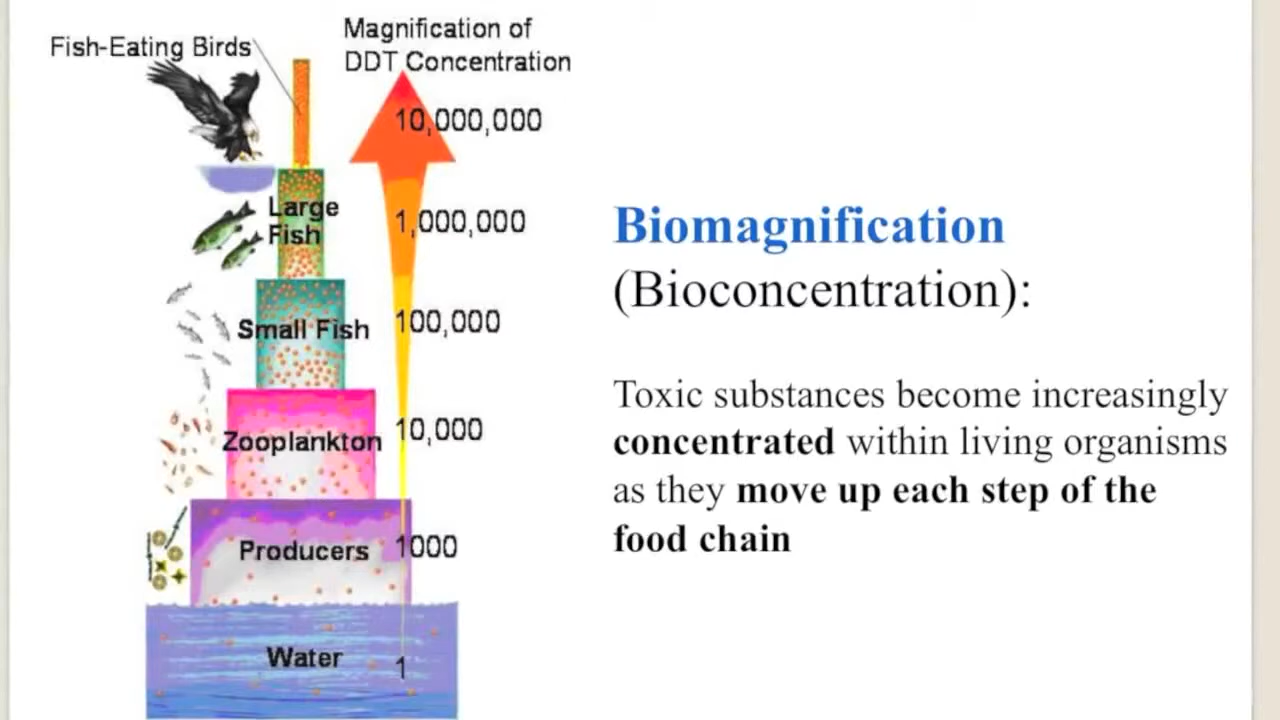 Fish-Eating Birds
Magnification of
DDT Concentration
10,000,000
Large
Fish
1,000,000
Small Fish
100,000
Zooplankton
10,000
Producers
1000
Water
1
Biomagnification
(Bioconcentration):
Toxic substances become increasingly
concentrated within living organisms
as they move up each step of the
food chain